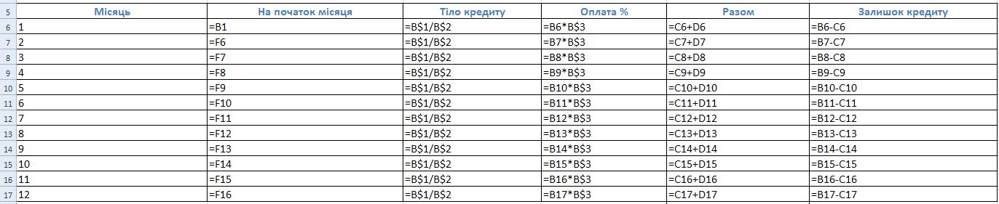 5 Місяць На початок місяця Тіло кредиту Оплата % Разом Залишок кредиту
6 1 =B1 =B$1/B$2 =B6*B$3 =C6+D6 =B6-C6
7 2 =F6 =B$1/B$2 =B7*B$3 =C7+D7 =B7-C7
8 3 =F7 =B$1/B$2 =B8*B$3 =C8+D8 =B8-C8
9 4 =F8 =B$1/B$2 =B9*B$3 =C9+D9 =B9-C9
10 5 =F9 =B$1/B$2 =B10*B$3 =C10+D10 =B10-C10
11 6 =F10 =B$1/B$2 =B11*B$3 =C11+D11 =B11-C11
12 7 =F11 =B$1/B$2 =B12*B$3 =C12+D12 =B12-C12
13 8 =F12 =B$1/B$2 =B13*B$3 =C13+D13 =B13-C13
14 9 =F13 =B$1/B$2 =B14*B$3 =C14+D14 =B14-C14
15 10 =F14 =B$1/B$2 =B15*B$3 =C15+D15 =B15-C15
16 11 =F15 =B$1/B$2 =B16*B$3 =C16+D16 =B16-C16
17 12 =F16 =B$1/B$2 =B17*B$3 =C17+D17 =B17-C17